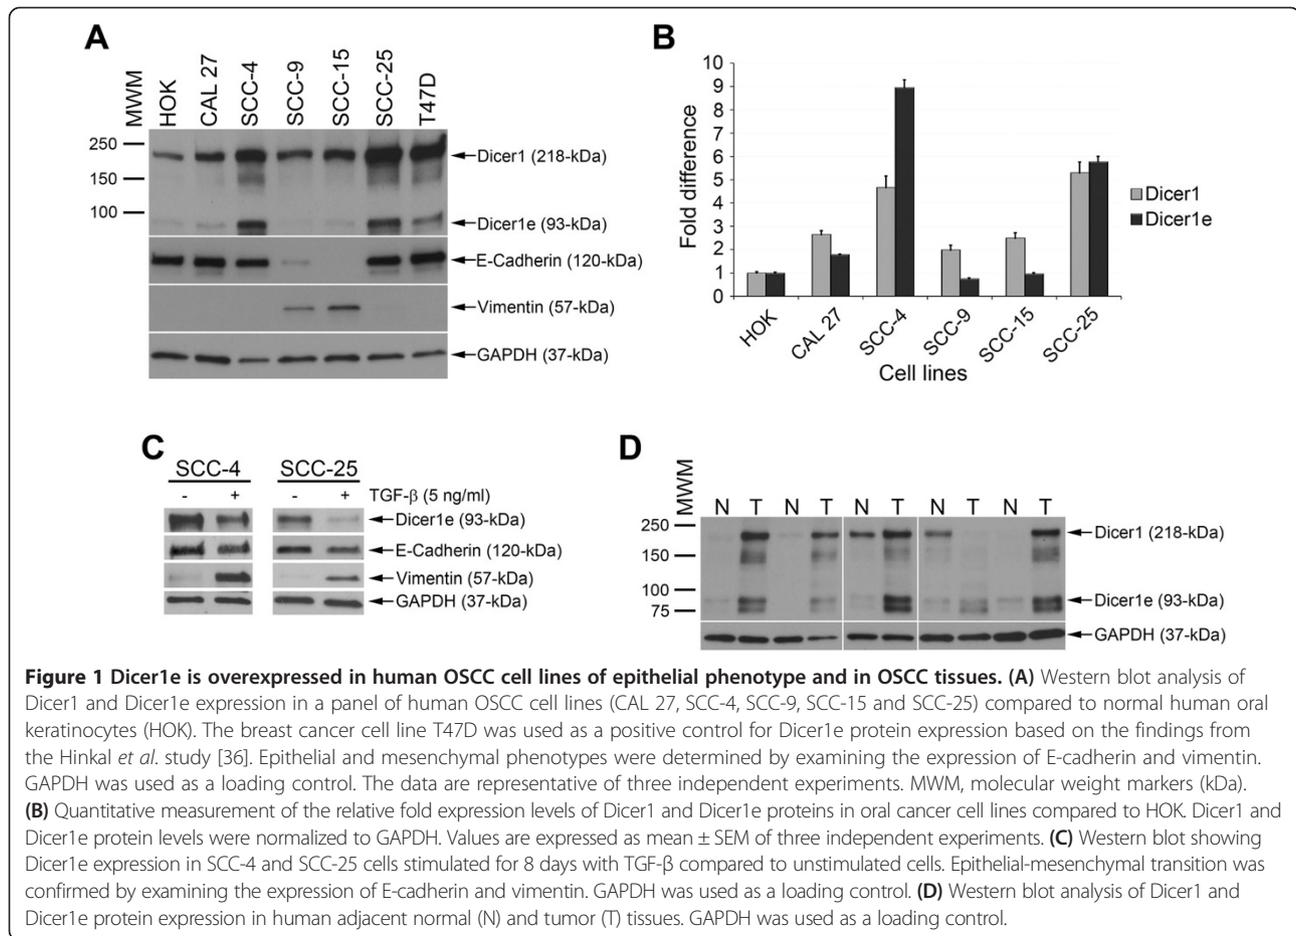 A
MWM
HOK
CAL 27
SCC-4
SCC-9
SCC-15
SCC-25
T47D
250
150
100
Dicer1 (218-kDa)
Dicer1e (93-kDa)
E-Cadherin (120-kDa)
Vimentin (57-kDa)
GAPDH (37-kDa)
B
Fold difference
10
9
8
7
6
5
4
3
2
1
0
HOK
CAL 27
SCC-4
SCC-9
SCC-15
SCC-25
Cell lines
Dicer1
Dicer1e
C
SCC-4 SCC-25
- + - + TGF-β (5 ng/ml)
Dicer1e (93-kDa)
E-Cadherin (120-kDa)
Vimentin (57-kDa)
GAPDH (37-kDa)
D
MWM
N T N T N T N T N T
250
150
100
75
Dicer1 (218-kDa)
Dicer1e (93-kDa)
GAPDH (37-kDa)
Figure 1 Dicer1e is overexpressed in human OSCC cell lines of epithelial phenotype and in OSCC tissues. (A) Western blot analysis of
Dicer1 and Dicer1e expression in a panel of human OSCC cell lines (CAL 27, SCC-4, SCC-9, SCC-15 and SCC-25) compared to normal human oral
keratinocytes (HOK). The breast cancer cell line T47D was used as a positive control for Dicer1e protein expression based on the findings from
the Hinkal et al. study [36]. Epithelial and mesenchymal phenotypes were determined by examining the expression of E-cadherin and vimentin.
GAPDH was used as a loading control. The data are representative of three independent experiments. MWM, molecular weight markers (kDa).
(B) Quantitative measurement of the relative fold expression levels of Dicer1 and Dicer1e proteins in oral cancer cell lines compared to HOK. Dicer1 and
Dicer1e protein levels were normalized to GAPDH. Values are expressed as mean ± SEM of three independent experiments. (C) Western blot showing
Dicer1e expression in SCC-4 and SCC-25 cells stimulated for 8 days with TGF-β compared to unstimulated cells. Epithelial-mesenchymal transition was
confirmed by examining the expression of E-cadherin and vimentin. GAPDH was used as a loading control. (D) Western blot analysis of Dicer1 and
Dicer1e protein expression in human adjacent normal (N) and tumor (T) tissues. GAPDH was used as a loading control.